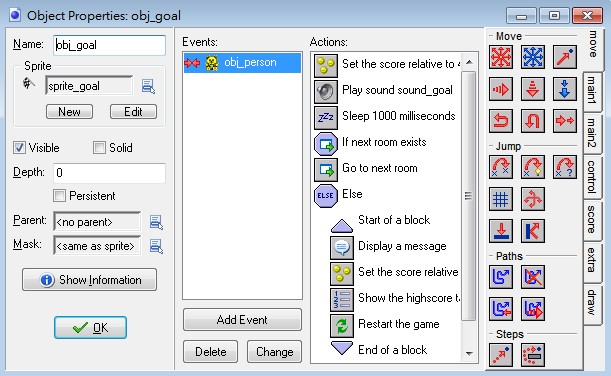 Object Properties: obj_goal
Name: obj_goal
Sprite
sprite_goal
New Edit
Visible Solid
Depth: 0
Persistent
Parent: <no parent>
Mask: <same as sprite>
Show Information
OK
Events:
obj_person
Add Event
Delete Change
Actions:
Set the score relative to 4
Play sound sound_goal
Sleep 1000 milliseconds
If next room exists
Go to next room
ELSE Else
Start of a block
Display a message
Set the score relative
Show the highscore ta
Restart the game
End of a block
Move
Jump
Paths
Steps
move
main1
main2
control
score
extra
draw